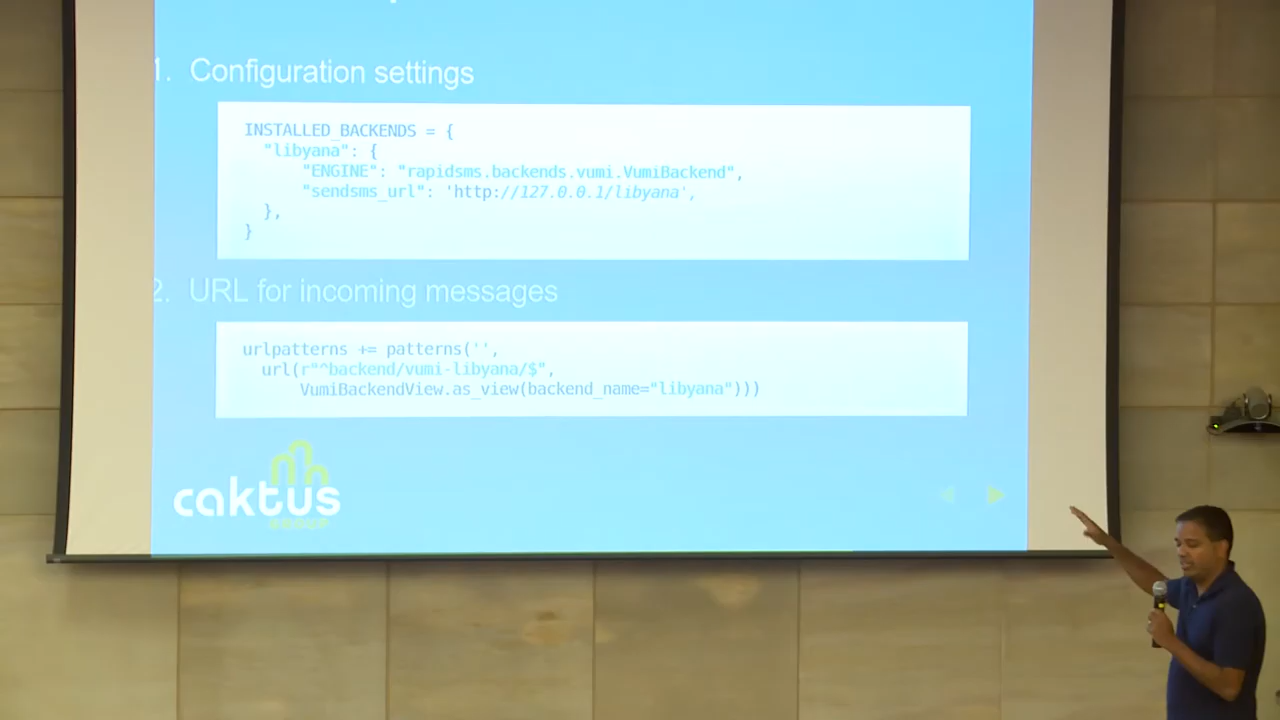 1. Configuration settings
INSTALLED_BACKENDS = {
"libyana": {
"ENGINE": "rapidsms.backends.vumi.VumiBackend",
"sendsms_url": 'http://127.0.0.1/libyana',
},
}
2. URL for incoming messages
urlpatterns += patterns('',
url(r"^backend/vumi-libyana/$",
VumiBackendView.as_view(backend_name="libyana")))
caktus
GROUP